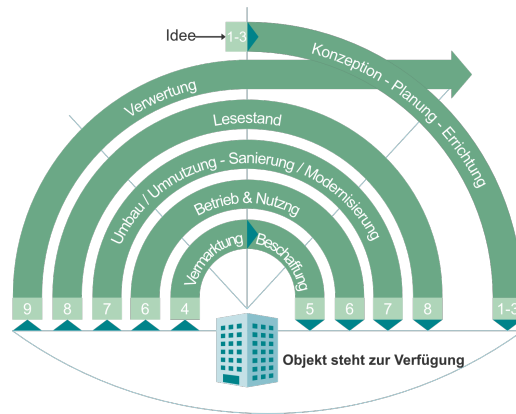 Idee
1-3
Konzeption - Planung - Errichtung
Verwertung
Lesestand
Umbau / Umnutzung - Sanierung / Modernisierung
Betrieb & Nutzng
Vermarktung
Beschaffung
9
8
7
6
4
5
6
7
8
1-3
Objekt steht zur Verfügung